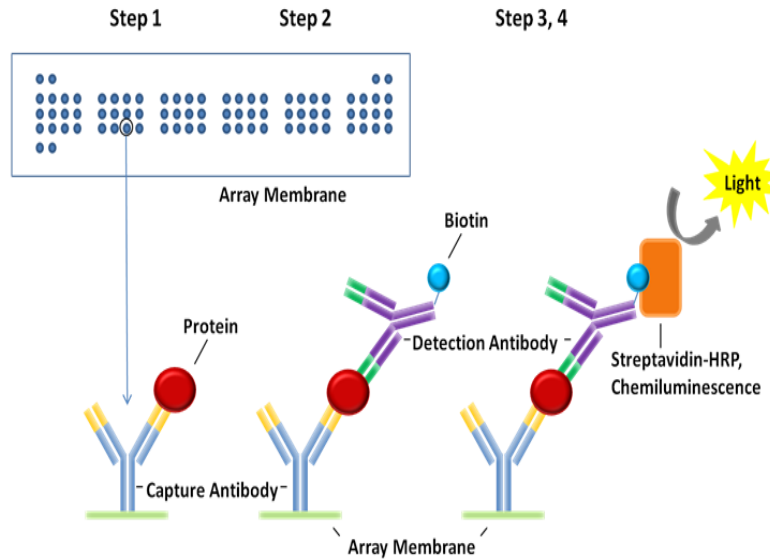 Step 1
Step 2
Step 3, 4
Array Membrane
Light
Biotin
Protein
Detection Antibody
Streptavidin-HRP,
Chemiluminescence
Capture Antibody
Array Membrane